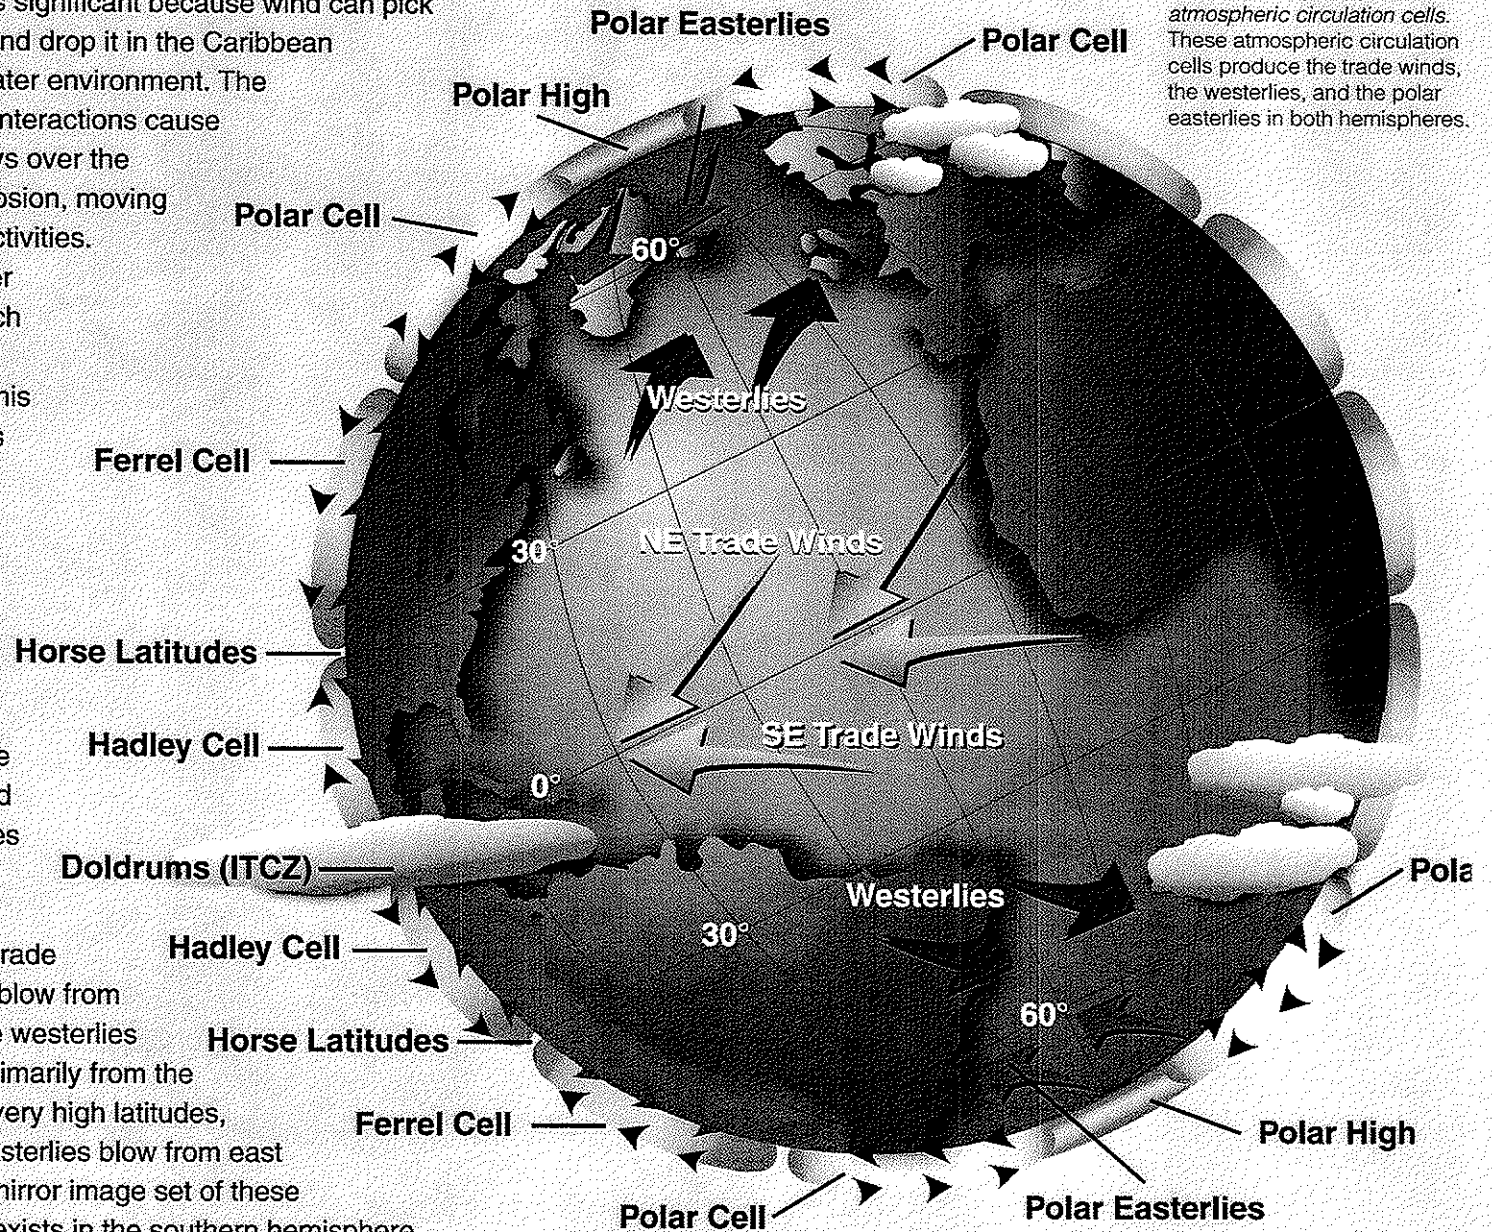 s significant because wind can pick
nd drop it in the Caribbean
ater environment. The
nteractions cause
ys over the
osion, moving
ctivities.
er
ch
his
s
e
d
es
rade
blow from
e westerlies
imarily from the
very high latitudes,
sterlies blow from east
mirror image set of these
exists in the southern hemisphere
atmospheric circulation cells.
These atmospheric circulation
cells produce the trade winds,
the westerlies, and the polar
easterlies in both hemispheres.
Polar Easterlies
Polar Cell
Polar High
Polar Cell
60°
Westerlies
Ferrel Cell
30°
NE Trade Winds
Horse Latitudes
SE Trade Winds
Hadley Cell
0°
Doldrums (ITCZ)
Pola
Westerlies
30°
Hadley Cell
60°
Horse Latitudes
Ferrel Cell
Polar High
Polar Cell
Polar Easterlies